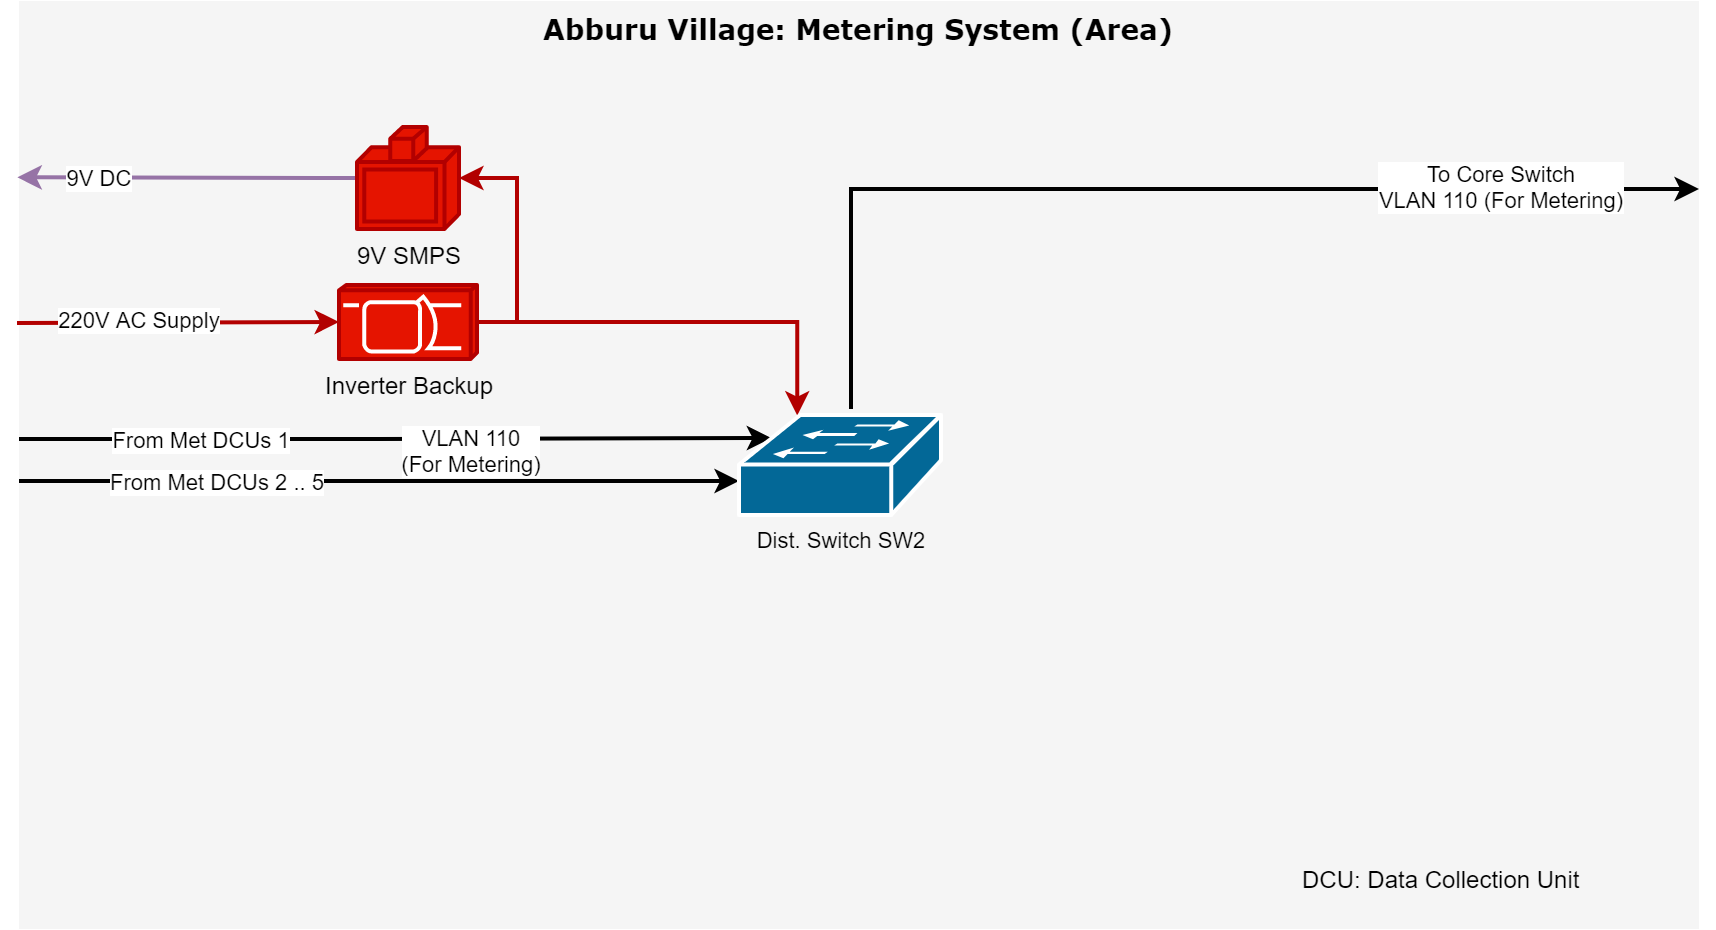 Abburu Village: Metering System (Area)
9V DC
To Core Switch
VLAN 110 (For Metering)
9V SMPS
220V AC Supply
Inverter Backup
From Met DCUs 1
VLAN 110
(For Metering)
From Met DCUs 2 .. 5
Dist. Switch SW2
DCU: Data Collection Unit